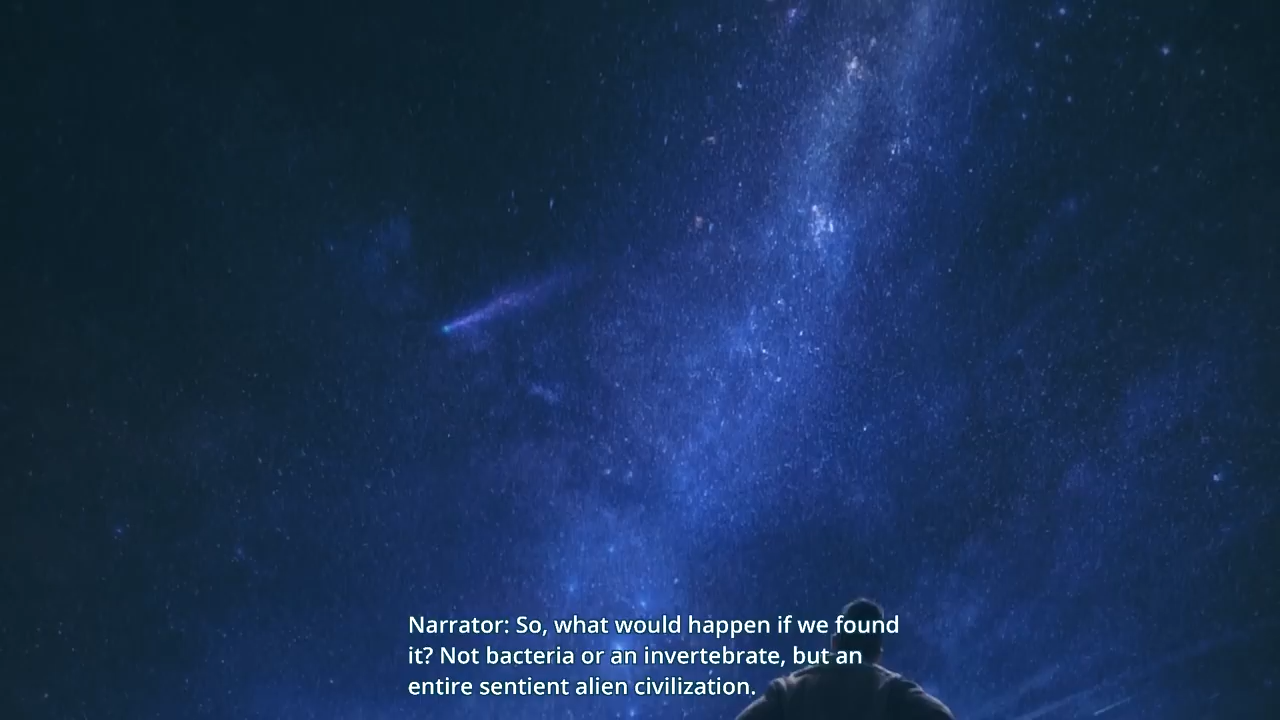 Narrator: So, what would happen if we found
it? Not bacteria or an invertebrate, but an
entire sentient alien civilization.